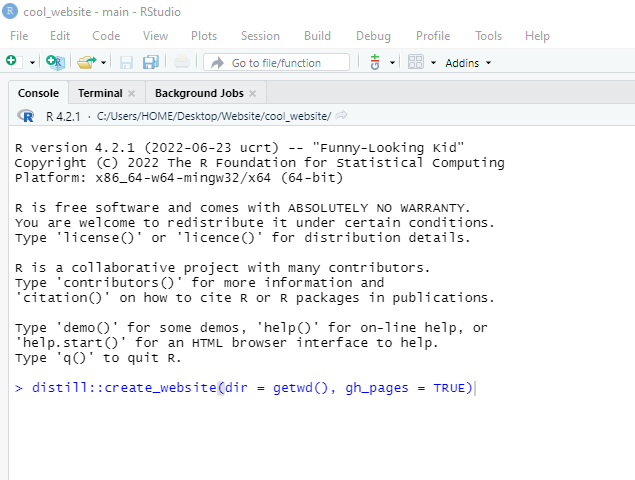 cool_website - main - RStudio
File Edit Code View Plots Session Build Debug Profile Tools Help
Go to file/function Addins
Console Terminal Background Jobs
R 4.2.1 · C:/Users/HOME/Desktop/Website/cool_website/
R version 4.2.1 (2022-06-23 ucrt) -- "Funny-Looking Kid"
Copyright (C) 2022 The R Foundation for Statistical Computing
Platform: x86_64-w64-mingw32/x64 (64-bit)
R is free software and comes with ABSOLUTELY NO WARRANTY.
You are welcome to redistribute it under certain conditions.
Type 'license()' or 'licence()' for distribution details.
R is a collaborative project with many contributors.
Type 'contributors()' for more information and
'citation()' on how to cite R or R packages in publications.
Type 'demo()' for some demos, 'help()' for on-line help, or
'help.start()' for an HTML browser interface to help.
Type 'q()' to quit R.
> distill::create_website(dir = getwd(), gh_pages = TRUE)